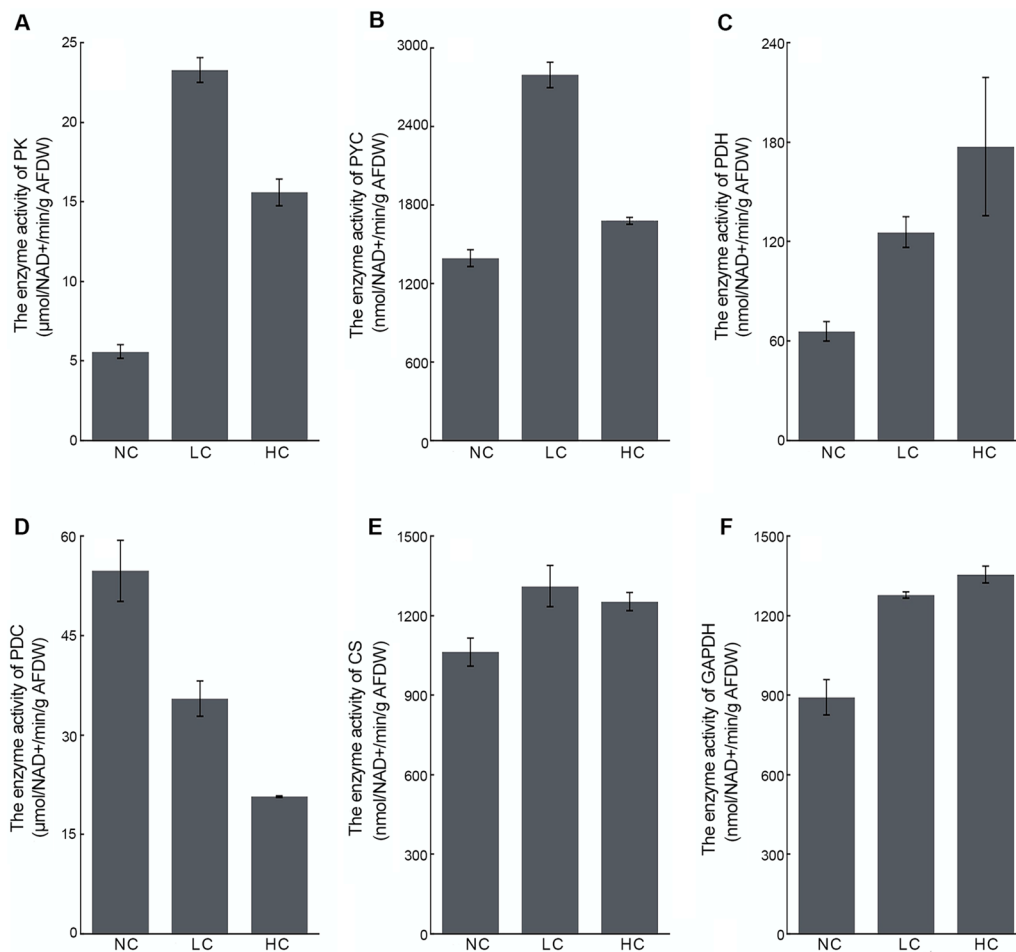 A
The enzyme activity of PK
(μmol/NAD+/min/g AFDW)
25
20
15
10
5
0
NC LC HC
B
The enzyme activity of PYC
(nmol/NAD+/min/g AFDW)
3000
2400
1800
1200
600
0
NC LC HC
C
The enzyme activity of PDH
(nmol/NAD+/min/g AFDW)
240
180
120
60
0
NC LC HC
D
The enzyme activity of PDC
(μmol/NAD+/min/g AFDW)
60
45
30
15
0
NC LC HC
E
The enzyme activity of CS
(nmol/NAD+/min/g AFDW)
1500
1200
900
600
300
0
NC LC HC
F
The enzyme activity of GAPDH
(nmol/NAD+/min/g AFDW)
1500
1200
900
600
300
0
NC LC HC